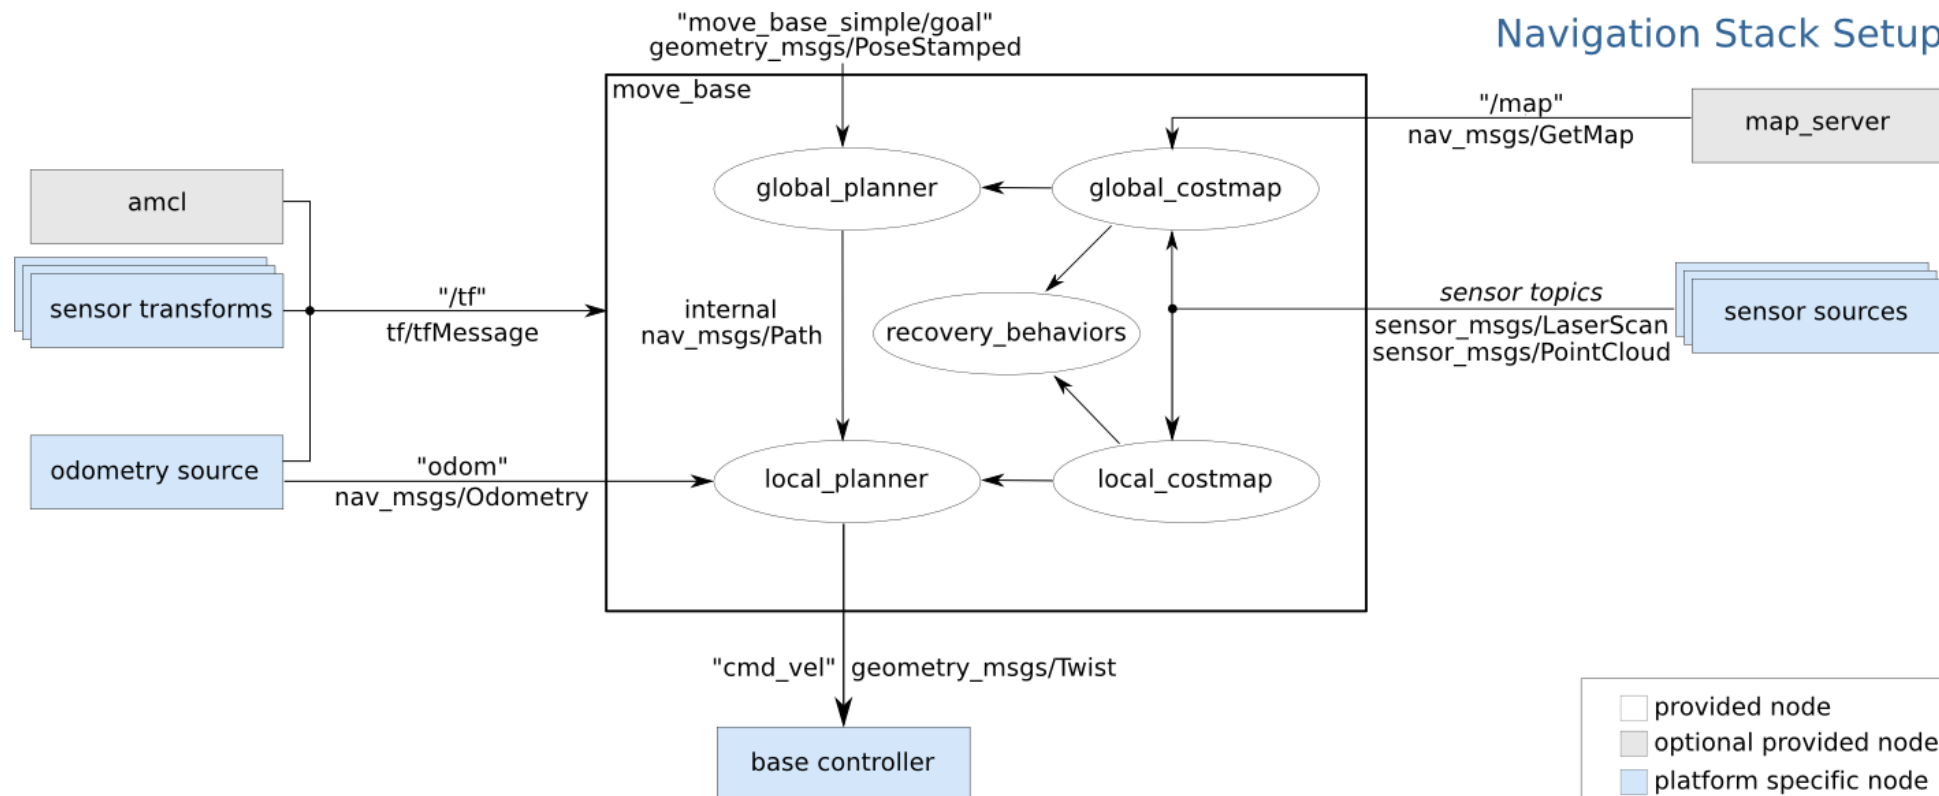 "move_base_simple/goal"
geometry_msgs/PoseStamped
Navigation Stack Setup
move_base
"/map"
nav_msgs/GetMap
map_server
global_planner
global_costmap
amcl
sensor transforms
"/tf"
tf/tfMessage
internal
nav_msgs/Path
recovery_behaviors
sensor topics
sensor_msgs/LaserScan
sensor_msgs/PointCloud
sensor sources
odometry source
"odom"
nav_msgs/Odometry
local_planner
local_costmap
"cmd_vel" geometry_msgs/Twist
base controller
provided node
optional provided node
platform specific node